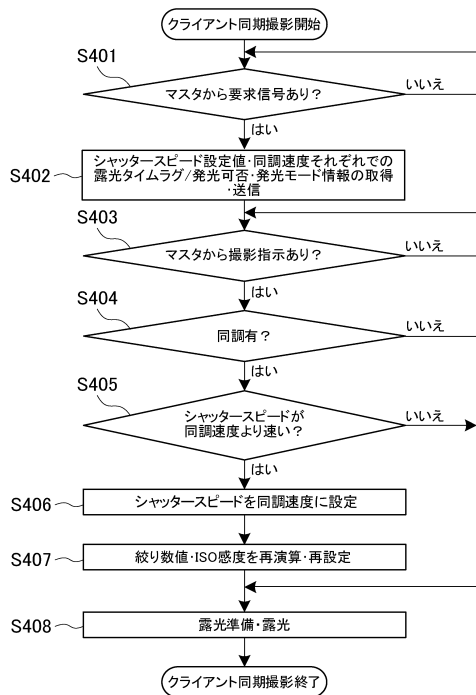 クライアント同期撮影開始
S401
マスタから要求信号あり?
いいえ
はい
S402
シャッタースピード設定値・同調速度それぞれでの
露光タイムラグ/発光可否・発光モード情報の取得
・送信
S403
マスタから撮影指示あり?
いいえ
はい
S404
同調有?
いいえ
はい
S405
シャッタースピードが
同調速度より速い?
いいえ
はい
S406
シャッタースピードを同調速度に設定
S407
絞り数値・ISO感度を再演算・再設定
S408
露光準備・露光
クライアント同期撮影終了